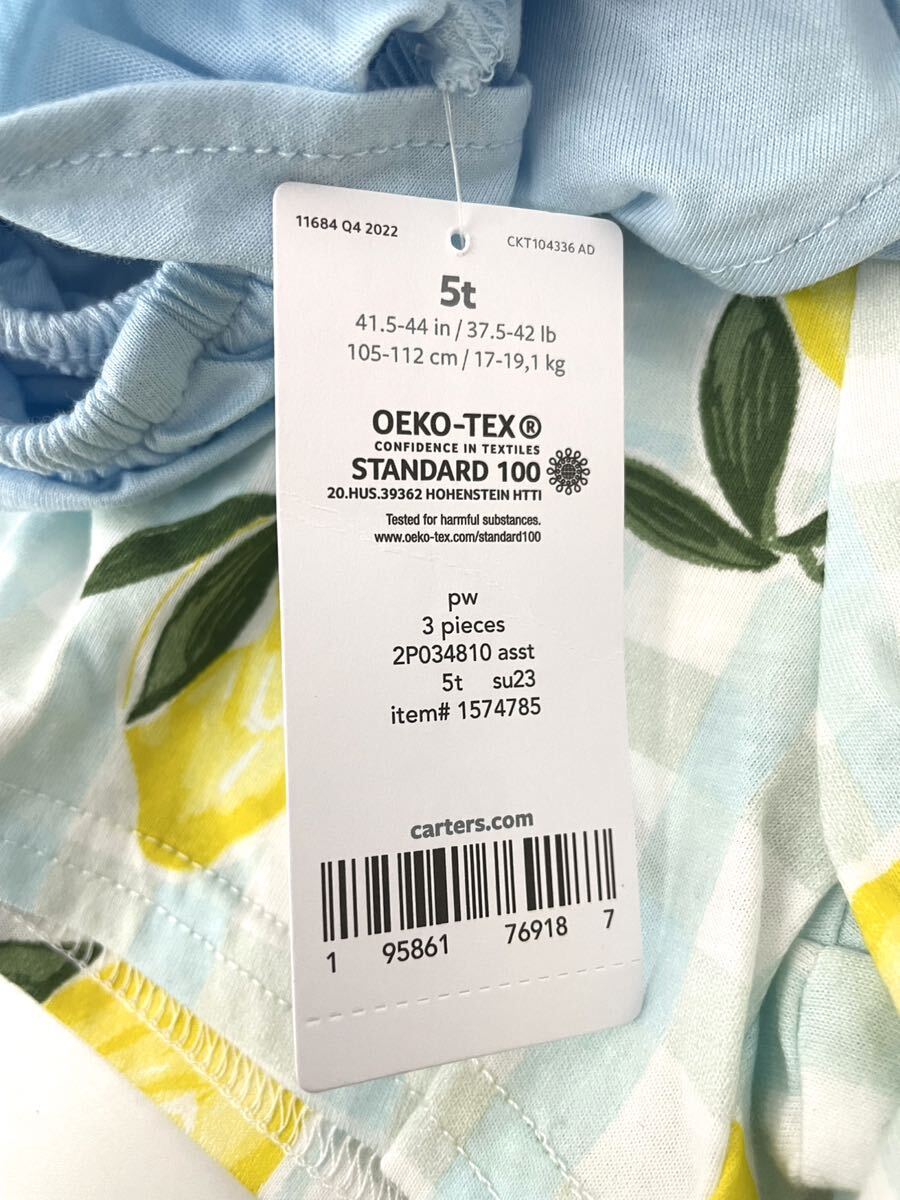 11684 Q4 2022
CKT104336 AD
5t
41.5-44 in / 37.5-42 lb
105-112 cm / 17-19,1 kg
OEKO-TEX®
CONFIDENCE IN TEXTILES
STANDARD 100
20.HUS.39362 HOHENSTEIN HTTI
Tested for harmful substances.
www.oeko-tex.com/standard100
pw
3 pieces
2P034810 asst
5t su23
item# 1574785
carters.com
1 95861 76918 7